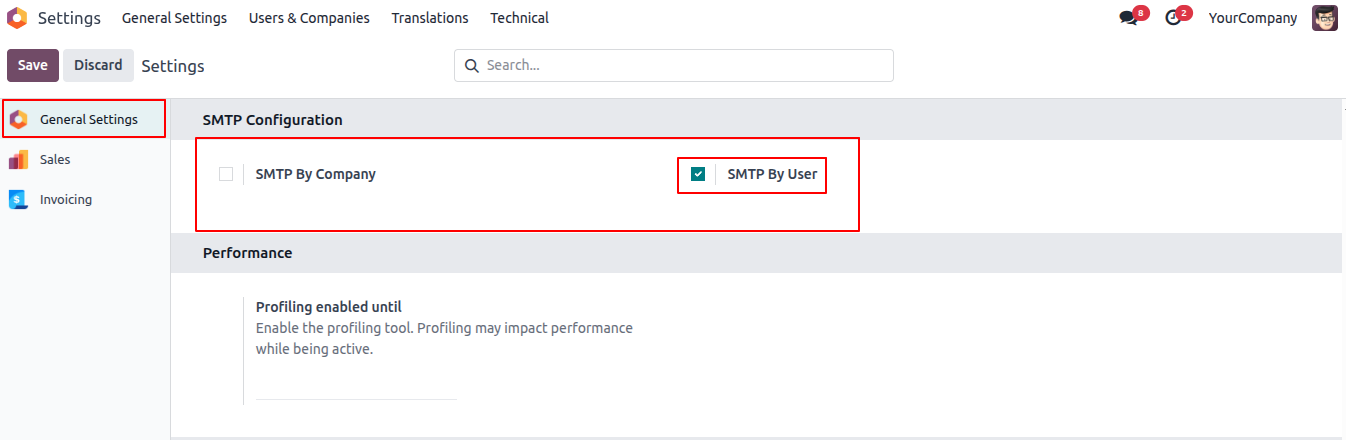 Settings General Settings Users & Companies Translations Technical 8 2 YourCompany
Save Discard Settings Search...
General Settings
Sales
$ Invoicing
SMTP Configuration
SMTP By Company SMTP By User
Performance
Profiling enabled until
Enable the profiling tool. Profiling may impact performance
while being active.